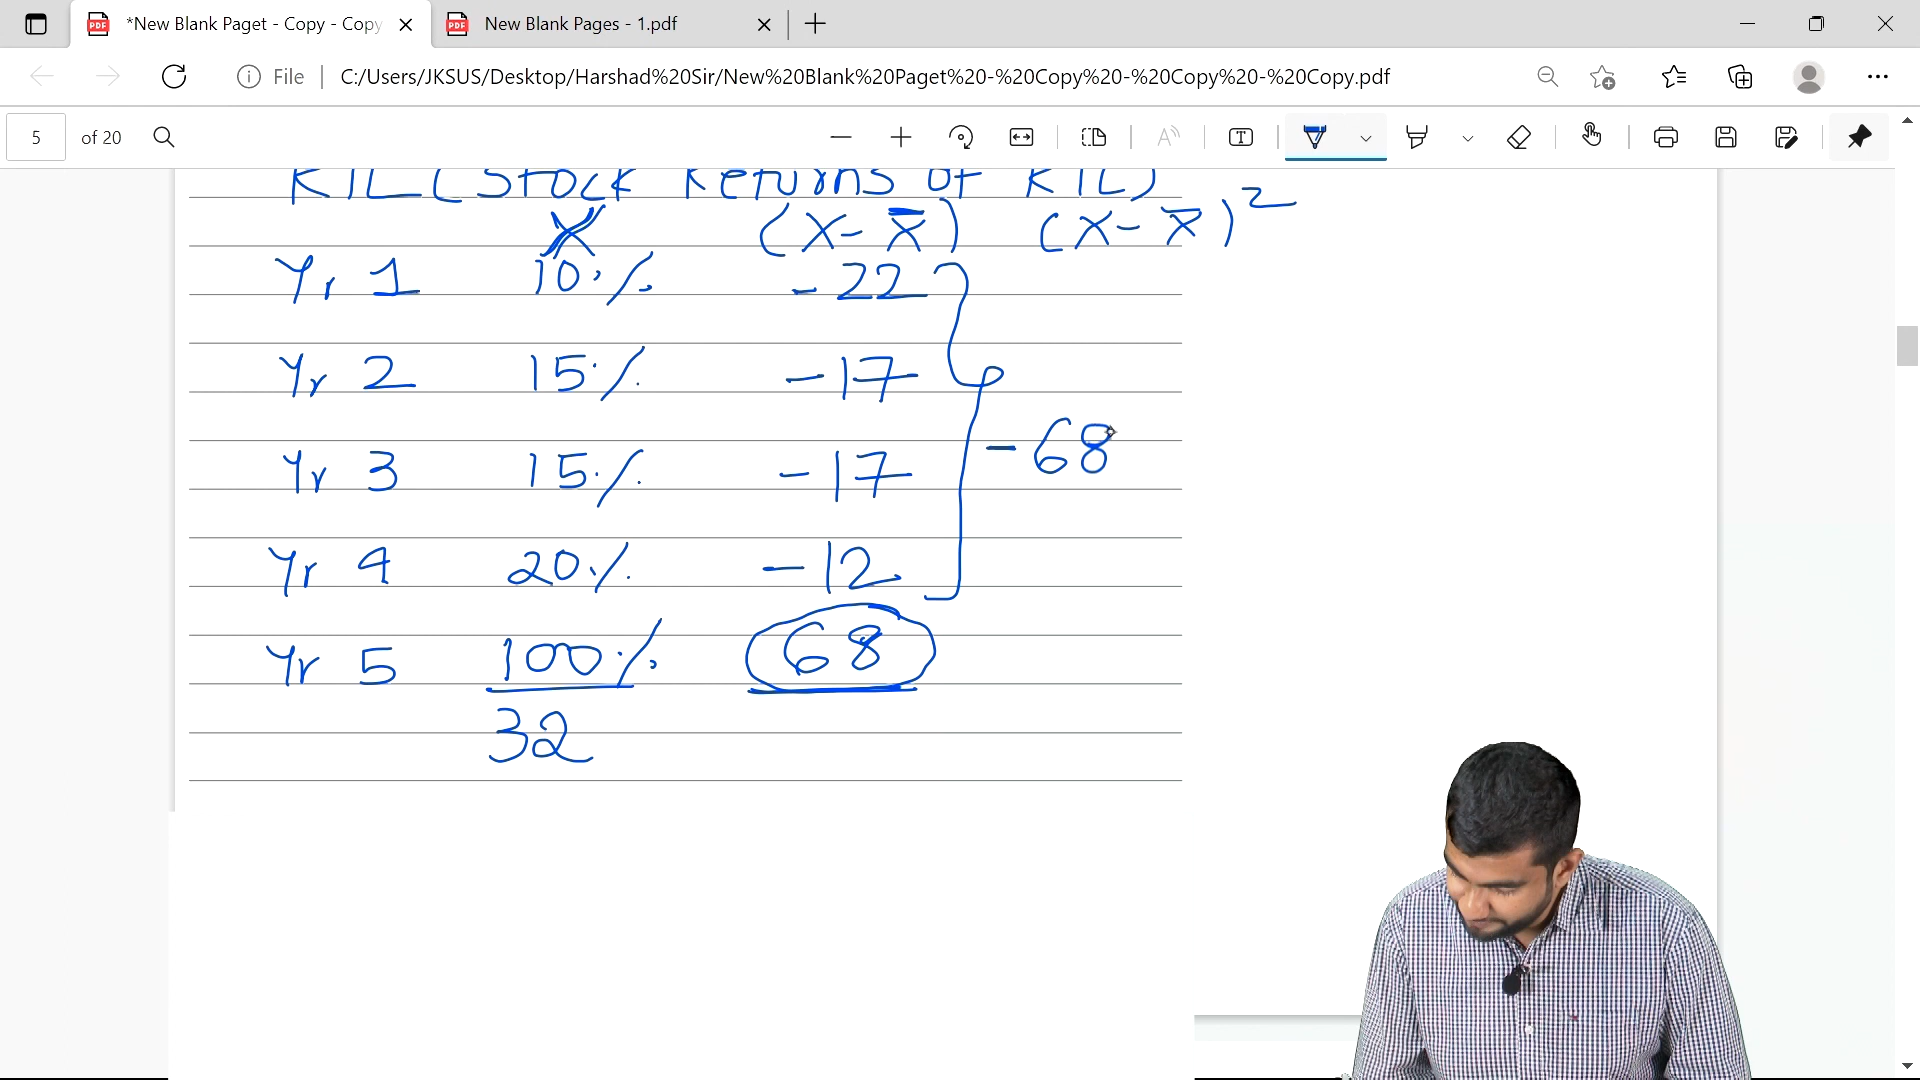 *New Blank Paget - Copy - Copy
New Blank Pages - 1.pdf
File
C:/Users/JKSUS/Desktop/Harshad%20Sir/New%20Blank%20Paget%20-%20Copy%20-%20Copy%20-%20Copy.pdf
5 of 20
RIL (Stock Returns of RIL)
X (X - X̄) (X - X̄)²
Yr 1 10% -22
Yr 2 15% -17
-68
Yr 3 15% -17
Yr 4 20% -12
Yr 5 100% 68
32